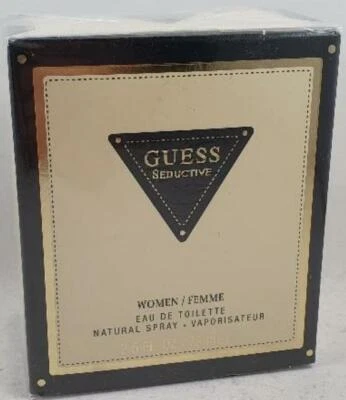 GUESS
SEDUCTIVE
WOMEN / FEMME
EAU DE TOILETTE
NATURAL SPRAY • VAPORISATEUR